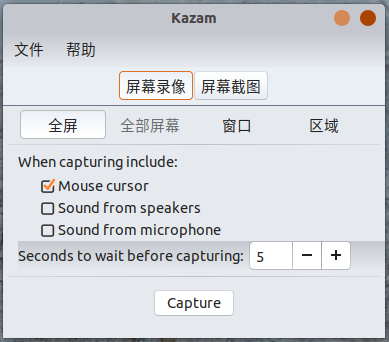 Kazam
文件 帮助
屏幕录像 屏幕截图
全屏 全部屏幕 窗口 区域
When capturing include:
Mouse cursor
Sound from speakers
Sound from microphone
Seconds to wait before capturing: 5 − +
Capture